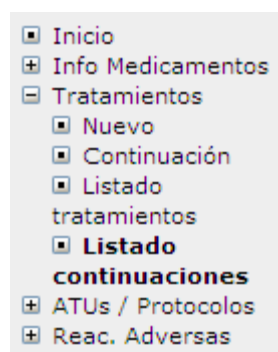 Inicio
Info Medicamentos
Tratamientos
Nuevo
Continuación
Listado
tratamientos
Listado
continuaciones
ATUs / Protocolos
Reac. Adversas